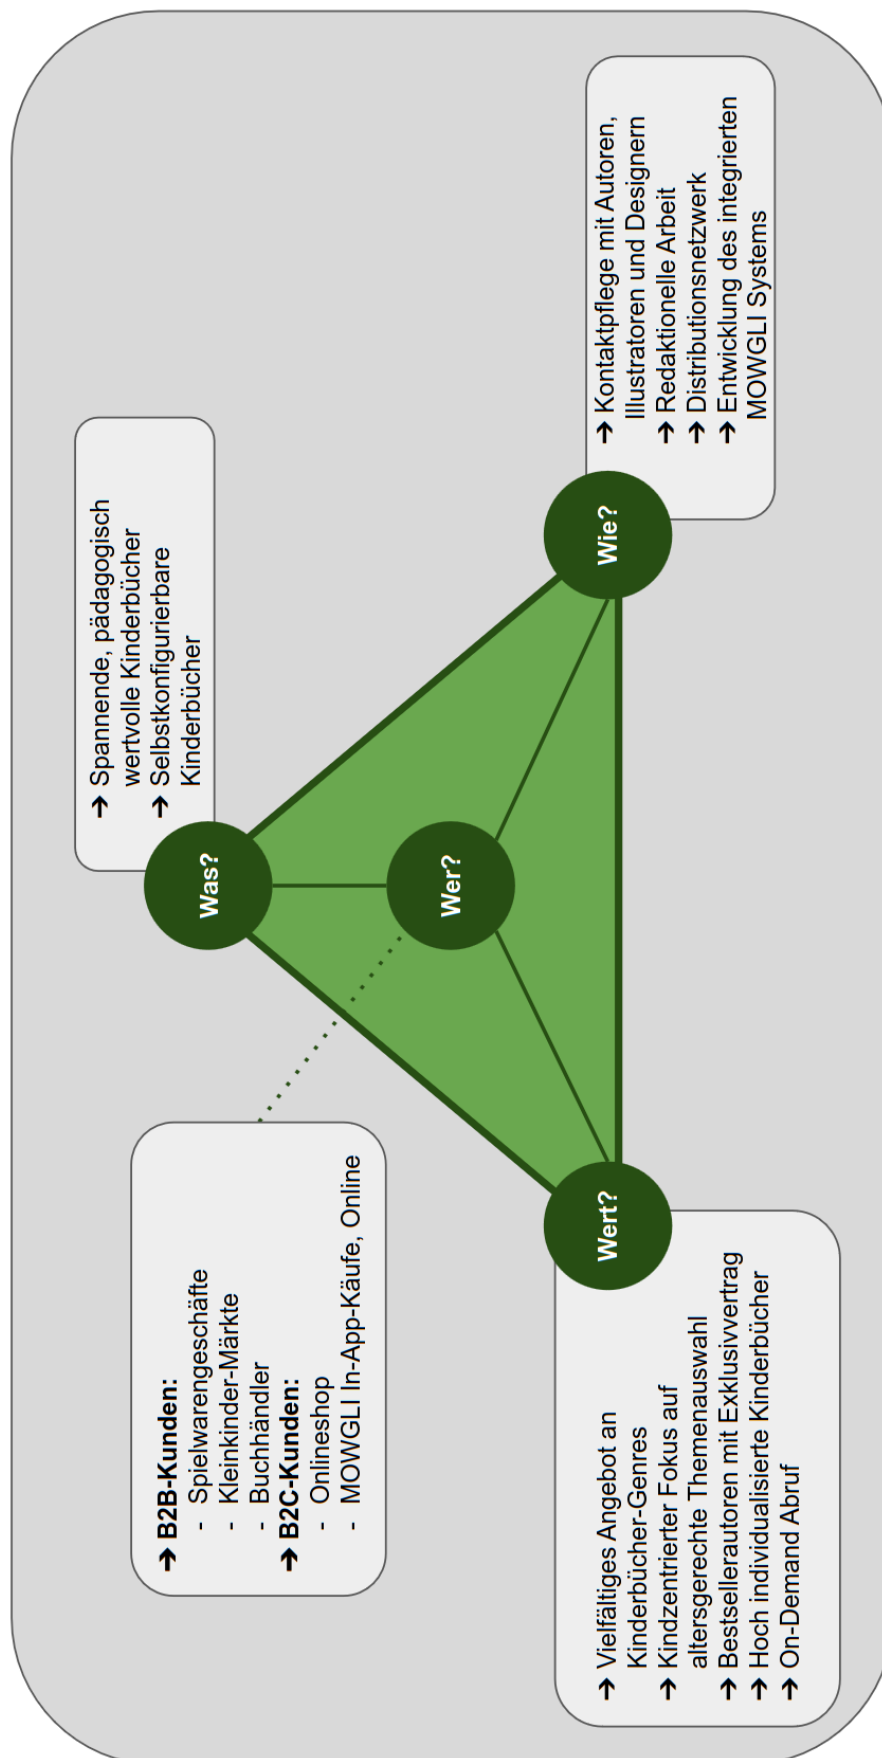 Was?
→ Spannende, pädagogisch
wertvolle Kinderbücher
→ Selbstkonfigurierbare
Kinderbücher
→ B2B-Kunden:
- Spielwarengeschäfte
- Kleinkinder-Märkte
- Buchhändler
→ B2C-Kunden:
- Onlineshop
- MOWGLI In-App-Käufe, Online
Wer?
Wert?
→ Vielfältiges Angebot an
Kinderbücher-Genres
→ Kindzentrierter Fokus auf
altersgerechte Themenauswahl
→ Bestsellerautoren mit Exklusivvertrag
→ Hoch individualisierte Kinderbücher
→ On-Demand Abruf
Wie?
→ Kontaktpflege mit Autoren,
Illustratoren und Designern
→ Redaktionelle Arbeit
→ Distributionsnetzwerk
→ Entwicklung des integrierten
MOWGLI Systems